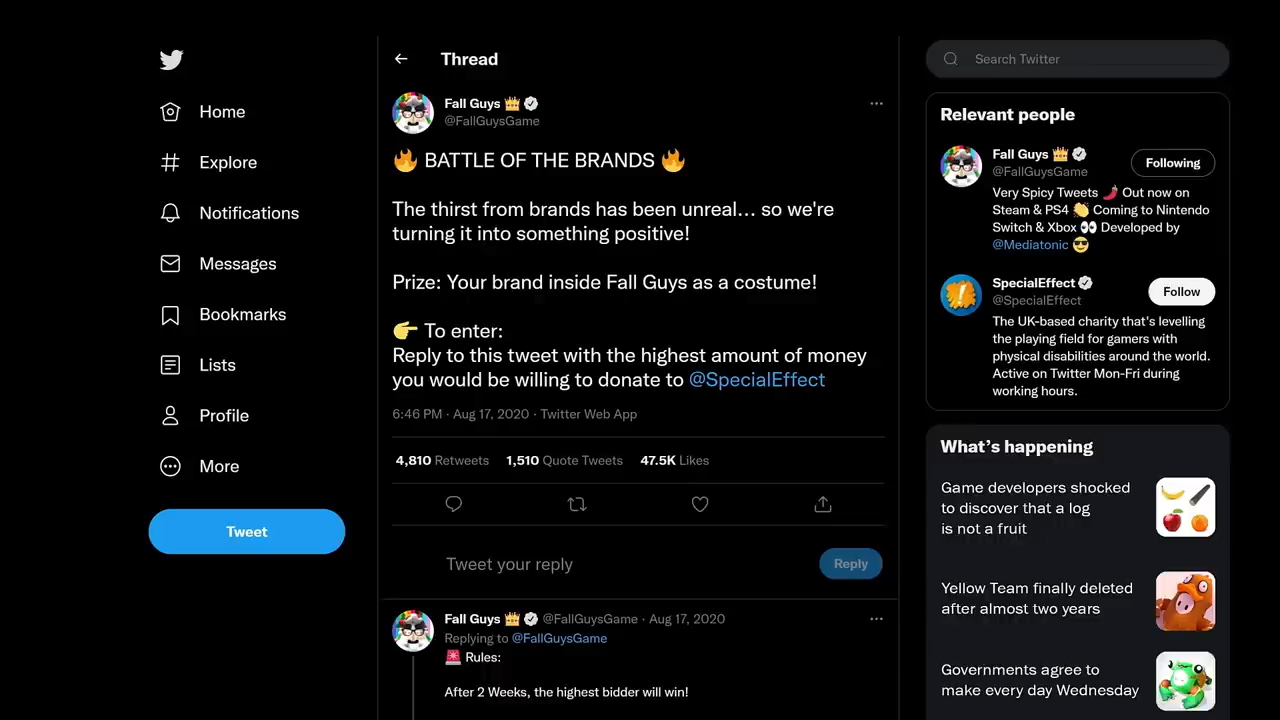 Thread
Search Twitter
Home
Explore
Notifications
Messages
Bookmarks
Lists
Profile
More
Tweet
Fall Guys 👑
@FallGuysGame
🔥 BATTLE OF THE BRANDS 🔥
The thirst from brands has been unreal... so we're
turning it into something positive!
Prize: Your brand inside Fall Guys as a costume!
👉 To enter:
Reply to this tweet with the highest amount of money
you would be willing to donate to @SpecialEffect
6:46 PM · Aug 17, 2020 · Twitter Web App
4,810 Retweets 1,510 Quote Tweets 47.5K Likes
Tweet your reply
Reply
Fall Guys 👑 @FallGuysGame · Aug 17, 2020
Replying to @FallGuysGame
🚨 Rules:
After 2 Weeks, the highest bidder will win!
Relevant people
Fall Guys 👑
@FallGuysGame
Following
Very Spicy Tweets 🌶️ Out now on
Steam & PS4 👏 Coming to Nintendo
Switch & Xbox 👀 Developed by
@Mediatonic 😎
SpecialEffect
@SpecialEffect
Follow
The UK-based charity that's levelling
the playing field for gamers with
physical disabilities around the world.
Active on Twitter Mon-Fri during
working hours.
What's happening
Game developers shocked
to discover that a log
is not a fruit
Yellow Team finally deleted
after almost two years
Governments agree to
make every day Wednesday